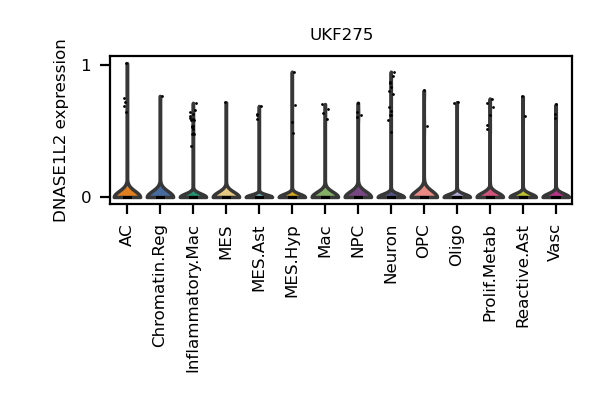 UKF275
DNASE1L2 expression
1
0
AC
Chromatin.Reg
Inflammatory.Mac
MES
MES.Ast
MES.Hyp
Mac
NPC
Neuron
OPC
Oligo
Prolif.Metab
Reactive.Ast
Vasc